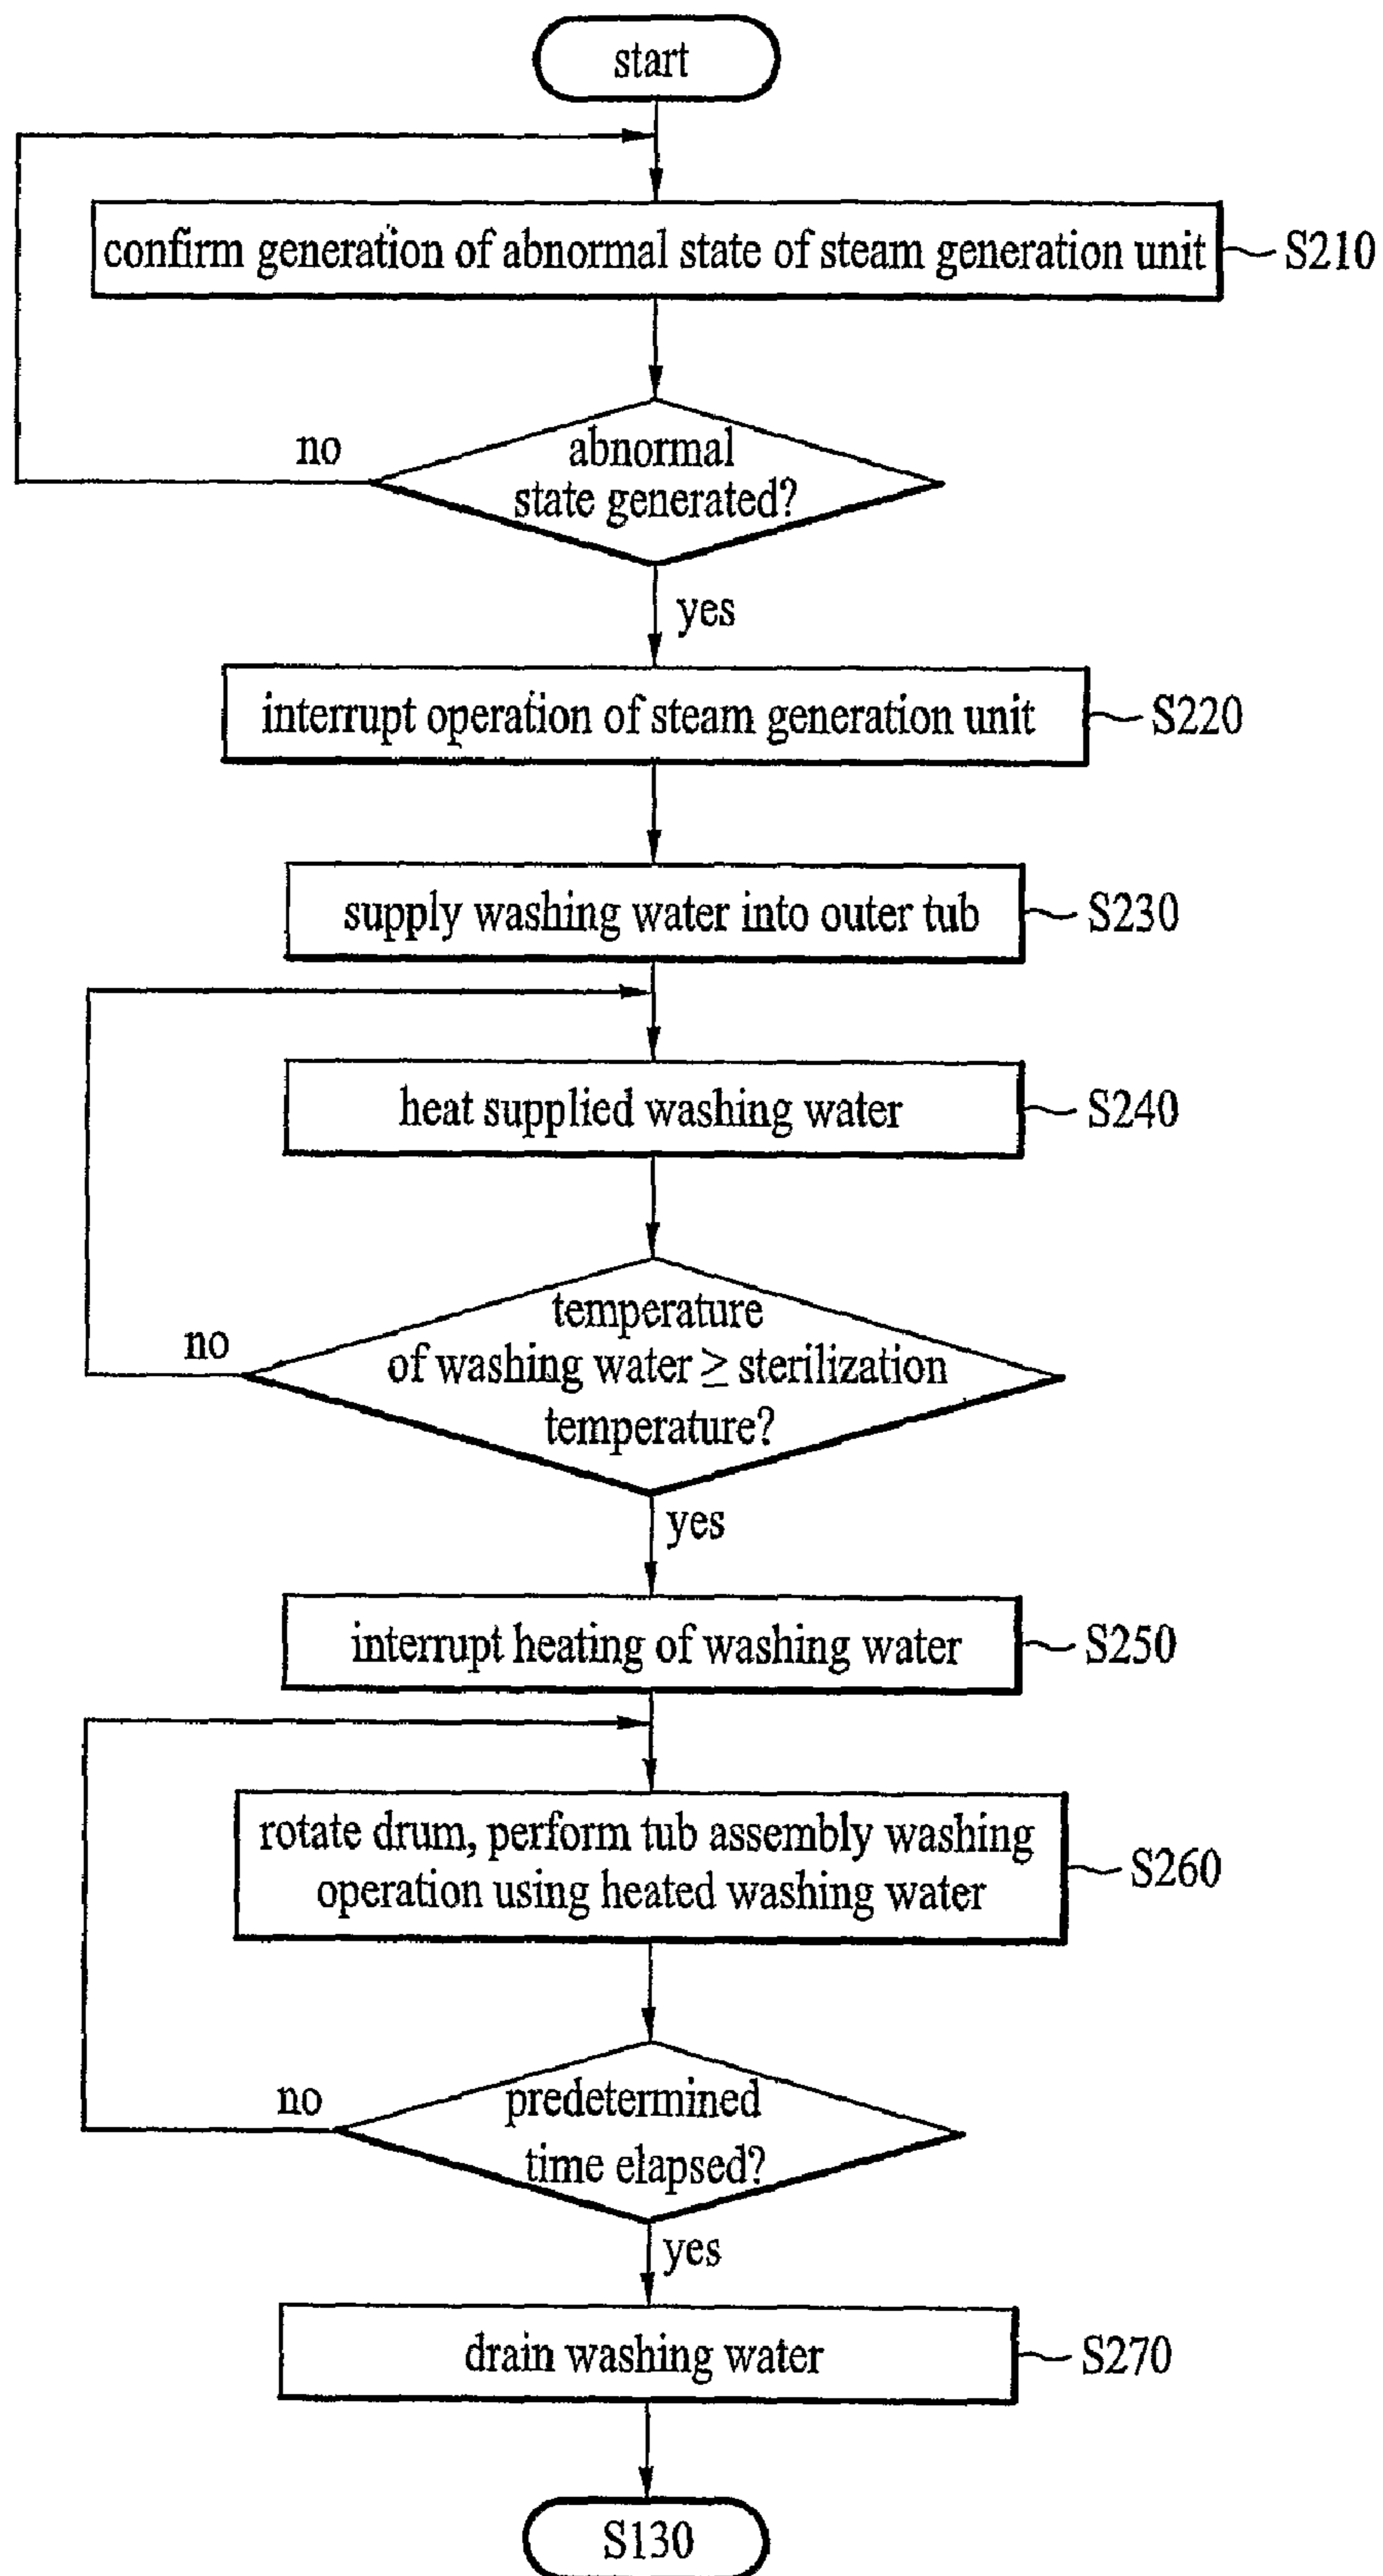 start
confirm generation of abnormal state of steam generation unit
S210
abnormal
state generated?
no
yes
interrupt operation of steam generation unit
S220
supply washing water into outer tub
S230
heat supplied washing water
S240
temperature
of washing water ≥ sterilization
temperature?
no
yes
interrupt heating of washing water
S250
rotate drum, perform tub assembly washing
operation using heated washing water
S260
predetermined
time elapsed?
no
yes
drain washing water
S270
S130